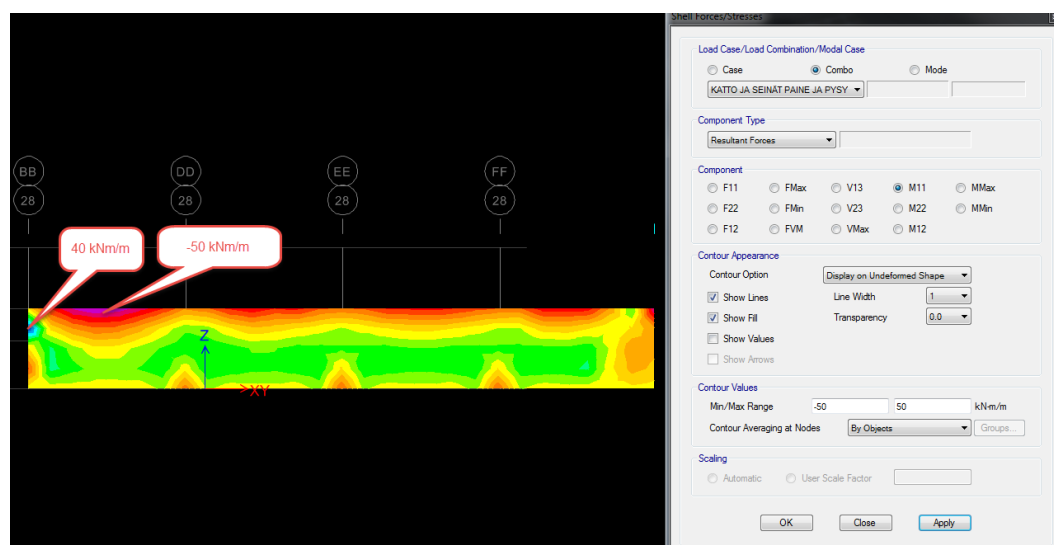 Shell Forces/Stresses
Load Case/Load Combination/Modal Case
Case Combo Mode
KATTO JA SEINÄT PAINE JA PYSY
Component Type
Resultant Forces
Component
F11 FMax V13 M11 MMax
F22 FMin V23 M22 MMin
F12 FVM VMax M12
Contour Appearance
Contour Option Display on Undeformed Shape
Show Lines Line Width 1
Show Fill Transparency 0.0
Show Values
Show Arrows
Contour Values
Min/Max Range -50 50 kN-m/m
Contour Averaging at Nodes By Objects Groups...
Scaling
Automatic User Scale Factor
OK Close Apply
BB DD EE FF
28 28 28 28
40 kNm/m -50 kNm/m
Z
XY